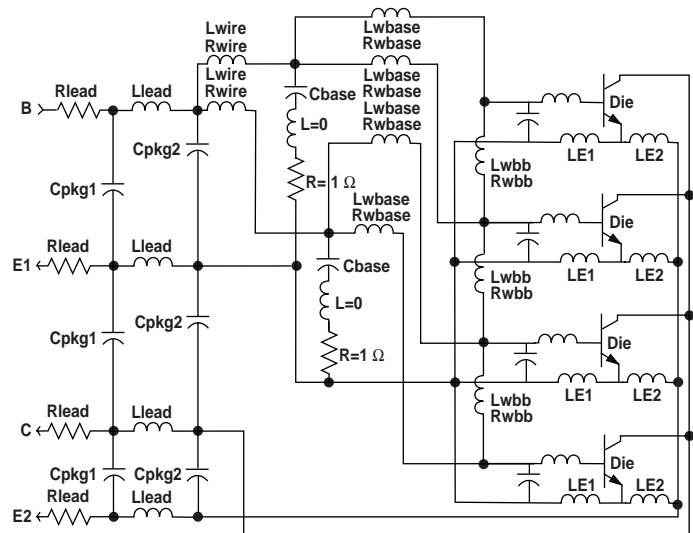 Lwire
Rwire
Lwire
Rwire
Lwbase
Rwbase
Lwbase
Rwbase
Lwbase
Rwbase
Rlead
Llead
B
Cbase
L=0
R= 1 Ω
Cpkg1
Cpkg2
Lwbase
Rwbase
Cbase
L=0
R=1 Ω
Rlead
Llead
E1
Cpkg1
Cpkg2
Rlead
Llead
C
Cpkg1
Cpkg2
Rlead
Llead
E2
Die
LE1
LE2
Lwbb
Rwbb
Die
LE1
LE2
Lwbb
Rwbb
Die
LE1
LE2
Lwbb
Rwbb
Die
LE1
LE2